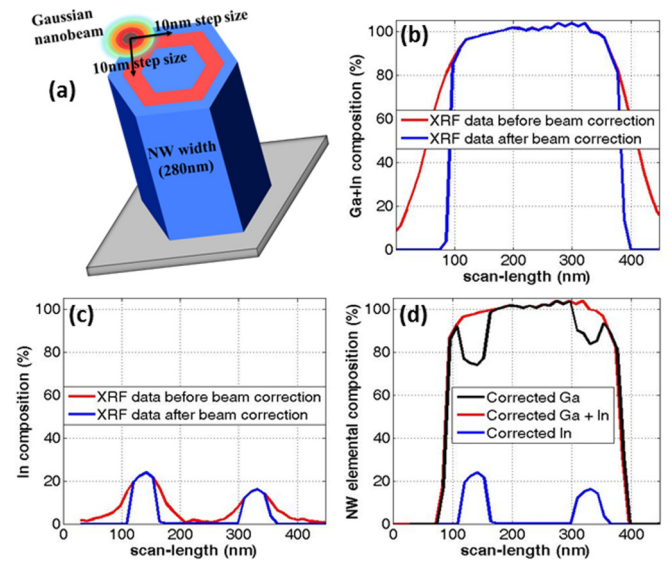 Gaussian
nanobeam
10nm step size
10nm step size
(a)
NW width
(280nm)
(b)
Ga+In composition (%)
100
80
60
40
20
0
XRF data before beam correction
XRF data after beam correction
100 200 300 400
scan-length (nm)
(c)
In composition (%)
100
80
60
40
20
0
XRF data before beam correction
XRF data after beam correction
0 100 200 300 400
scan-length (nm)
(d)
NW elemental composition (%)
100
80
60
40
20
0
Corrected Ga
Corrected Ga + In
Corrected In
0 100 200 300 400
scan-length (nm)